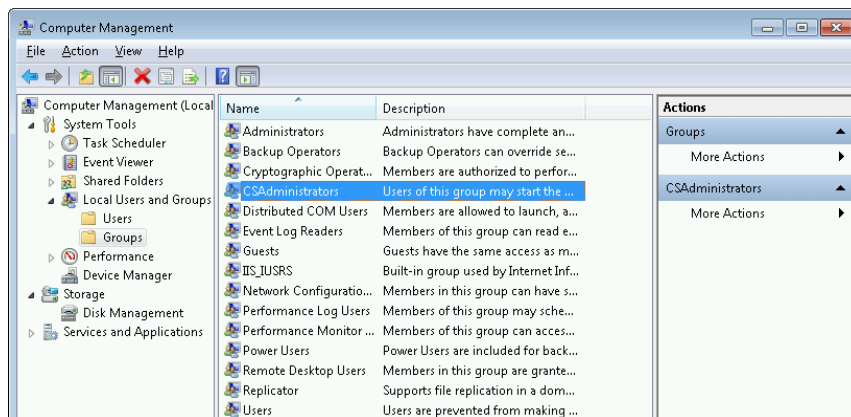 Computer Management
File Action View Help
Computer Management (Local
System Tools
Task Scheduler
Event Viewer
Shared Folders
Local Users and Groups
Users
Groups
Performance
Device Manager
Storage
Disk Management
Services and Applications
Name Description
Administrators Administrators have complete an...
Backup Operators Backup Operators can override se...
Cryptographic Operat... Members are authorized to perfor...
CSAdministrators Users of this group may start the ...
Distributed COM Users Members are allowed to launch, a...
Event Log Readers Members of this group can read e...
Guests Guests have the same access as m...
IIS_IUSRS Built-in group used by Internet Inf...
Network Configuratio... Members in this group can have s...
Performance Log Users Members of this group may sche...
Performance Monitor ... Members of this group can acces...
Power Users Power Users are included for back...
Remote Desktop Users Members in this group are grante...
Replicator Supports file replication in a dom...
Users Users are prevented from making ...
Actions
Groups
More Actions
CSAdministrators
More Actions